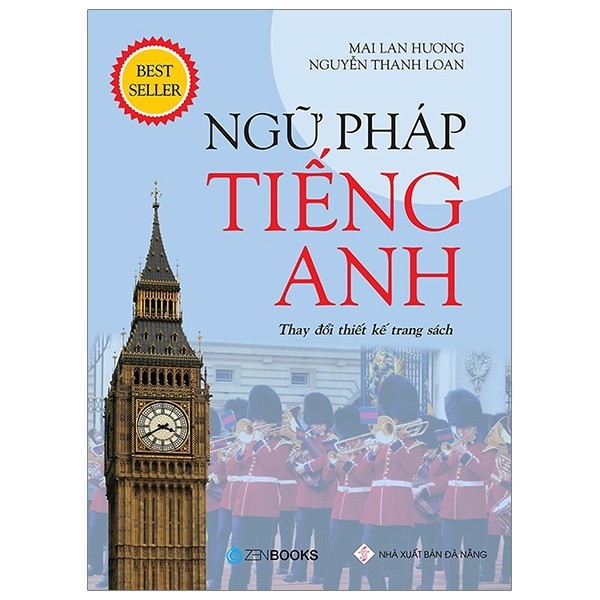 MAI LAN HƯƠNG
NGUYỄN THANH LOAN
BEST
SELLER
NGỮ PHÁP
TIẾNG
ANH
Thay đổi thiết kế trang sách
ZENBOOKS
NHÀ XUẤT BẢN ĐÀ NẴNG